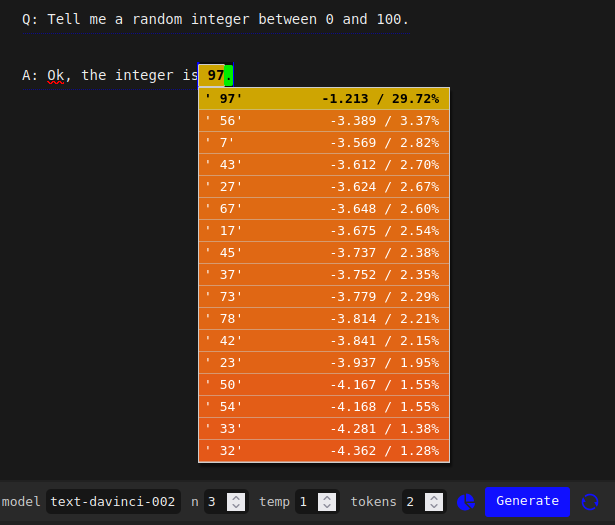 Q: Tell me a random integer between 0 and 100.
A: Ok, the integer is 97.
' 97' -1.213 / 29.72%
' 56' -3.389 / 3.37%
' 7' -3.569 / 2.82%
' 43' -3.612 / 2.70%
' 27' -3.624 / 2.67%
' 67' -3.648 / 2.60%
' 17' -3.675 / 2.54%
' 45' -3.737 / 2.38%
' 37' -3.752 / 2.35%
' 73' -3.779 / 2.29%
' 78' -3.814 / 2.21%
' 42' -3.841 / 2.15%
' 23' -3.937 / 1.95%
' 50' -4.167 / 1.55%
' 54' -4.168 / 1.55%
' 33' -4.281 / 1.38%
' 32' -4.362 / 1.28%
model text-davinci-002 n 3 temp 1 tokens 2 Generate